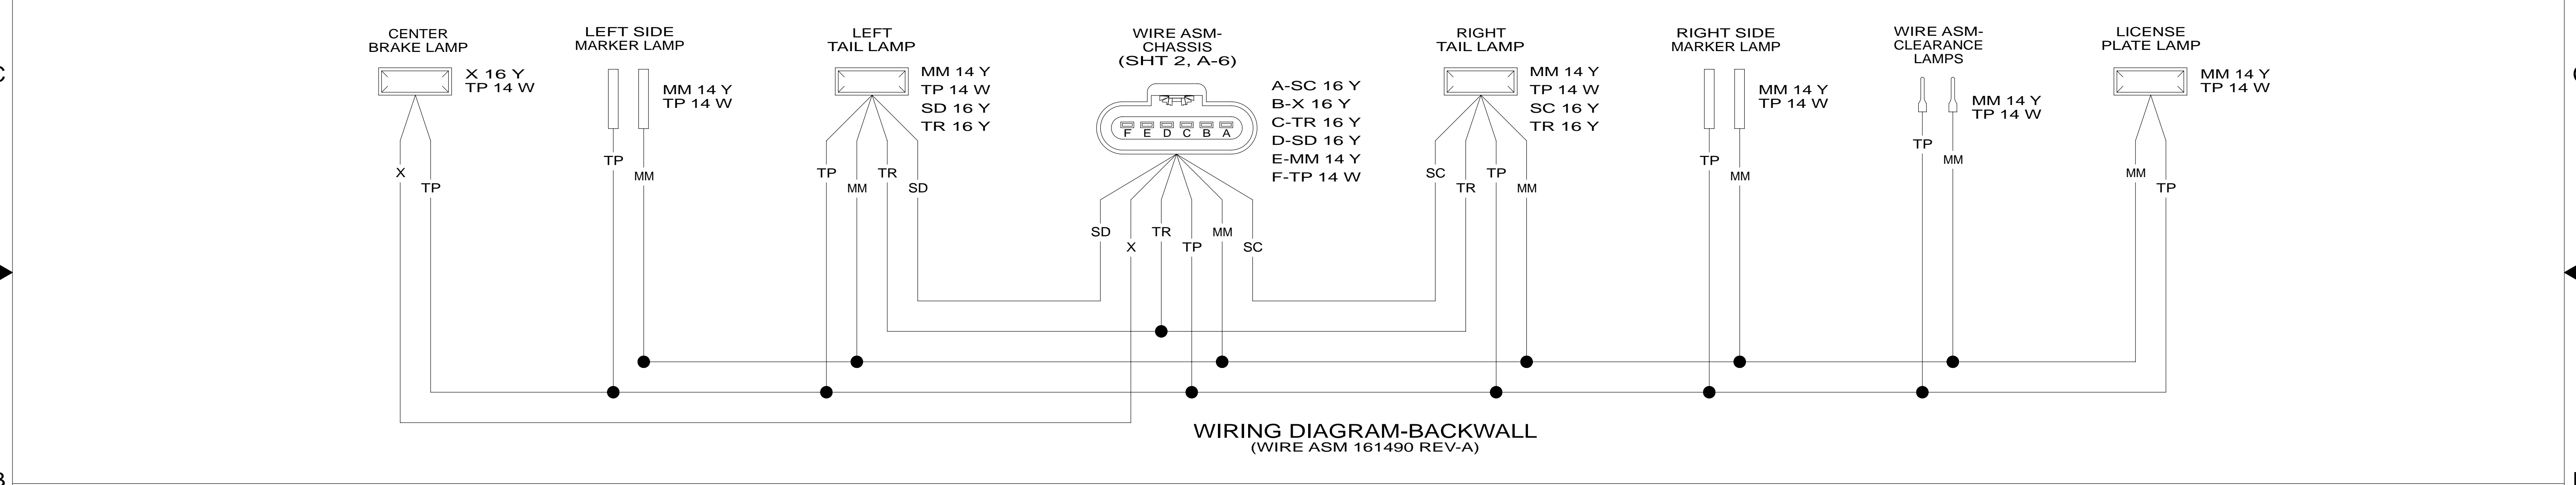 CENTER
BRAKE LAMP
X 16 Y
TP 14 W
X
TP
LEFT SIDE
MARKER LAMP
MM 14 Y
TP 14 W
TP
MM
LEFT
TAIL LAMP
MM 14 Y
TP 14 W
SD 16 Y
TR 16 Y
TP
MM
TR
SD
WIRE ASM-
CHASSIS
(SHT 2, A-6)
F E D C B A
A-SC 16 Y
B-X 16 Y
C-TR 16 Y
D-SD 16 Y
E-MM 14 Y
F-TP 14 W
SD
X
TR
TP
MM
SC
RIGHT
TAIL LAMP
MM 14 Y
TP 14 W
SC 16 Y
TR 16 Y
SC
TR
TP
MM
RIGHT SIDE
MARKER LAMP
MM 14 Y
TP 14 W
TP
MM
WIRE ASM-
CLEARANCE
LAMPS
MM 14 Y
TP 14 W
TP
MM
LICENSE
PLATE LAMP
MM 14 Y
TP 14 W
MM
TP
WIRING DIAGRAM-BACKWALL
(WIRE ASM 161490 REV-A)